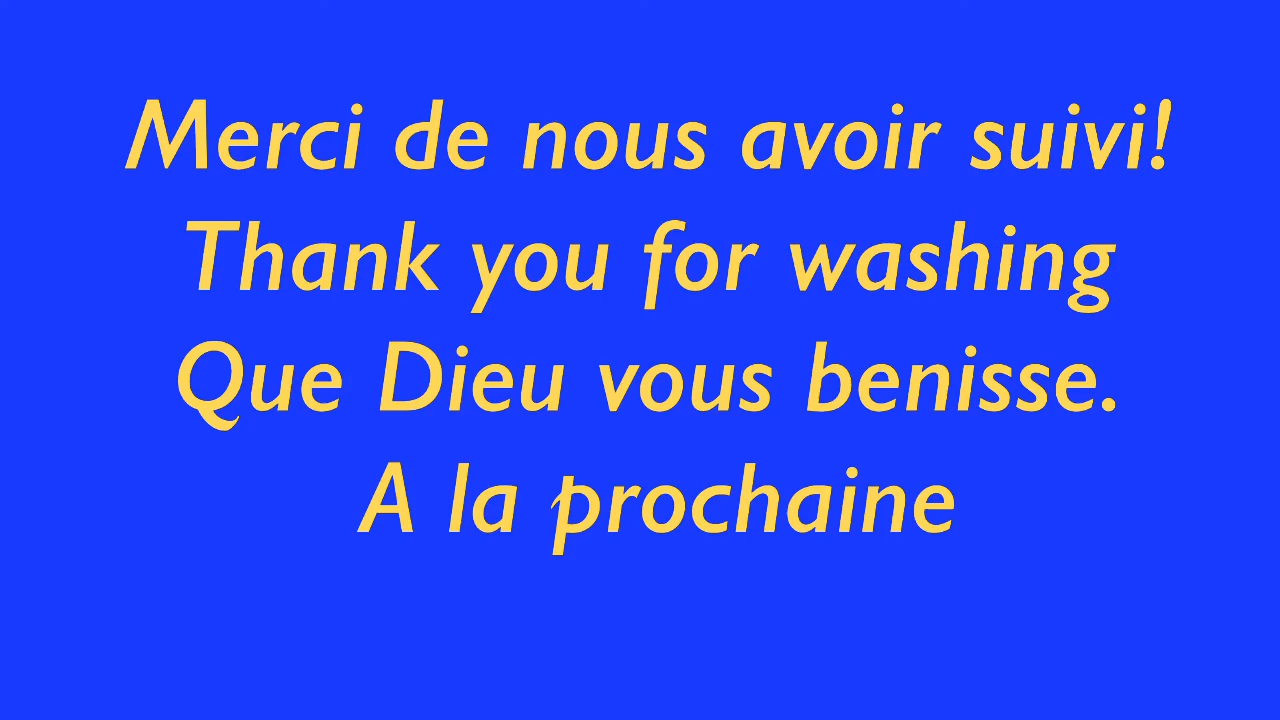 Merci de nous avoir suivi!
Thank you for washing
Que Dieu vous benisse.
A la prochaine